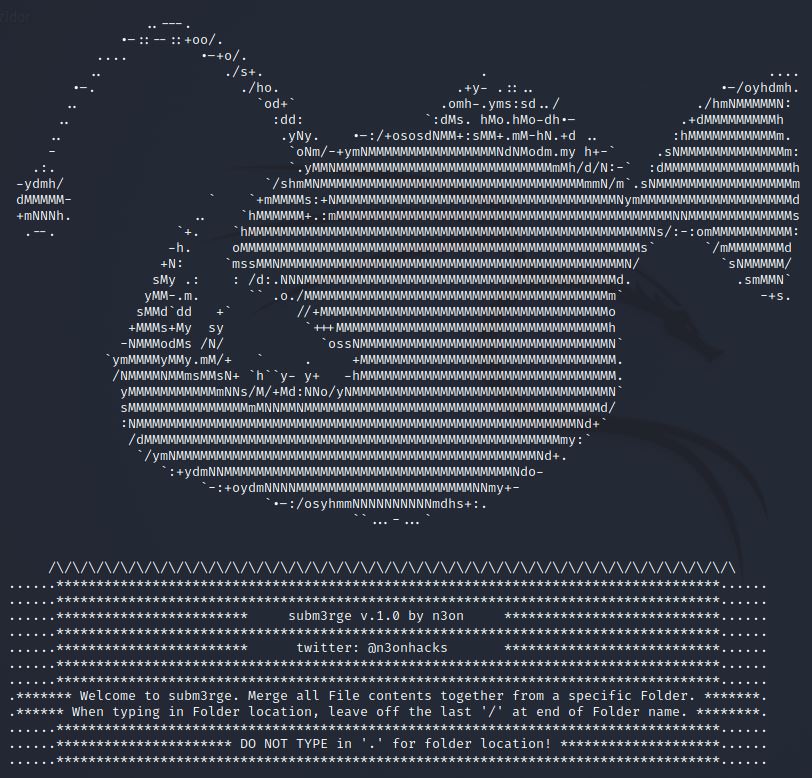 subm3rge v.1.0 by n3on
twitter: @n3onhacks
Welcome to subm3rge. Merge all File contents together from a specific Folder.
When typing in Folder location, leave off the last '/' at end of Folder name.
DO NOT TYPE in '.' for folder location!